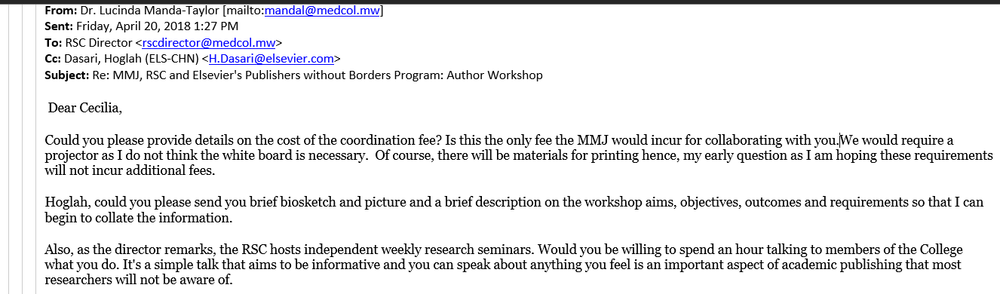 From: Dr. Lucinda Manda-Taylor [mailto:mandal@medcol.mw]
Sent: Friday, April 20, 2018 1:27 PM
To: RSC Director <rscdirector@medcol.mw>
Cc: Dasari, Hoglah (ELS-CHN) <H.Dasari@elsevier.com>
Subject: Re: MMJ, RSC and Elsevier's Publishers without Borders Program: Author Workshop
Dear Cecilia,
Could you please provide details on the cost of the coordination fee? Is this the only fee the MMJ would incur for collaborating with you.We would require a
projector as I do not think the white board is necessary.  Of course, there will be materials for printing hence, my early question as I am hoping these requirements
will not incur additional fees.
Hoglah, could you please send you brief biosketch and picture and a brief description on the workshop aims, objectives, outcomes and requirements so that I can
begin to collate the information.
Also, as the director remarks, the RSC hosts independent weekly research seminars. Would you be willing to spend an hour talking to members of the College
what you do. It's a simple talk that aims to be informative and you can speak about anything you feel is an important aspect of academic publishing that most
researchers will not be aware of.